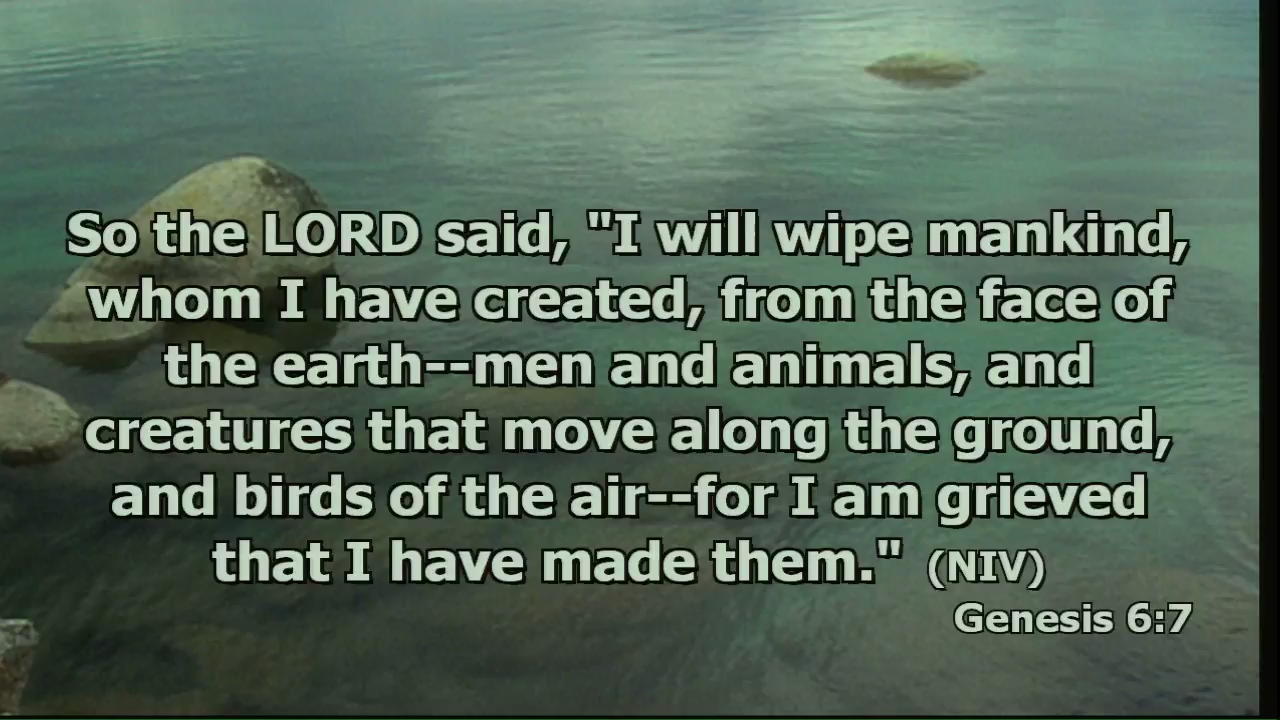 So the LORD said, "I will wipe mankind,
whom I have created, from the face of
the earth--men and animals, and
creatures that move along the ground,
and birds of the air--for I am grieved
that I have made them." (NIV)
Genesis 6:7